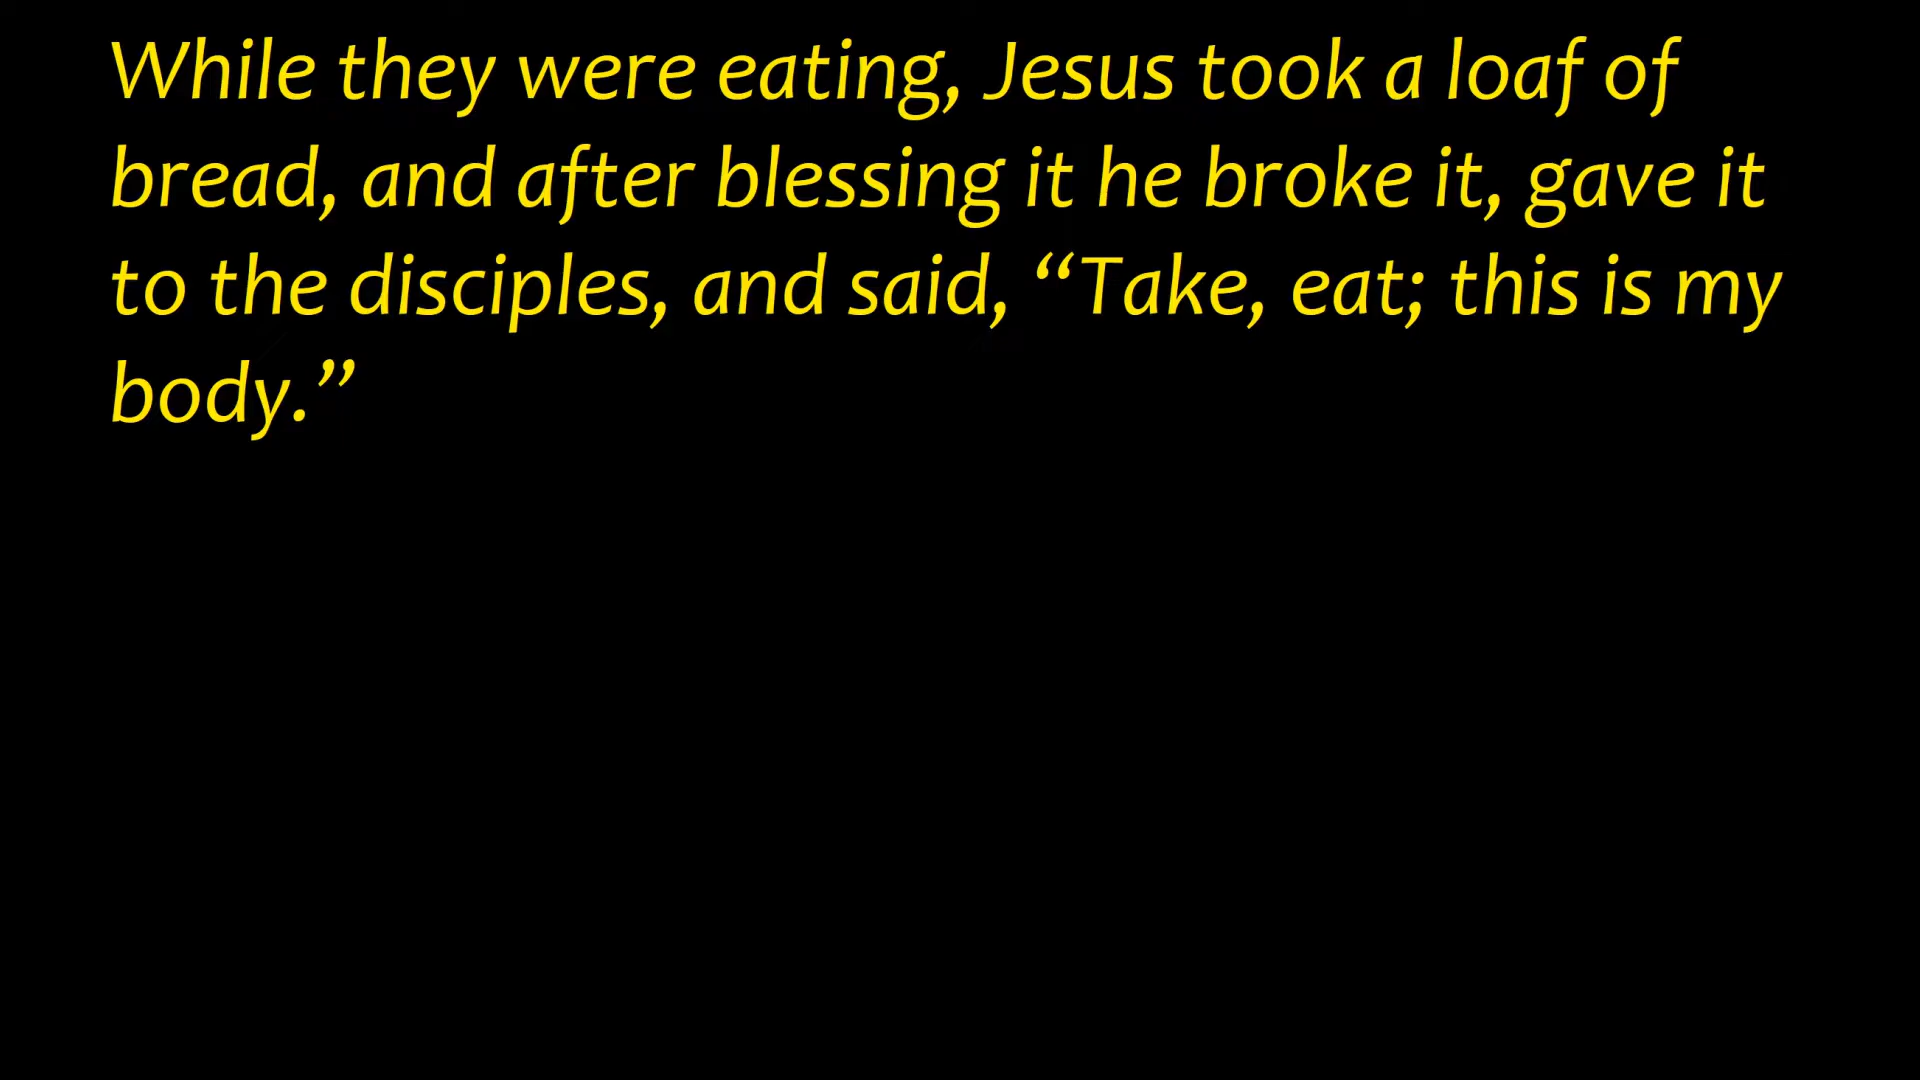 While they were eating, Jesus took a loaf of
bread, and after blessing it he broke it, gave it
to the disciples, and said, “Take, eat; this is my
body.”